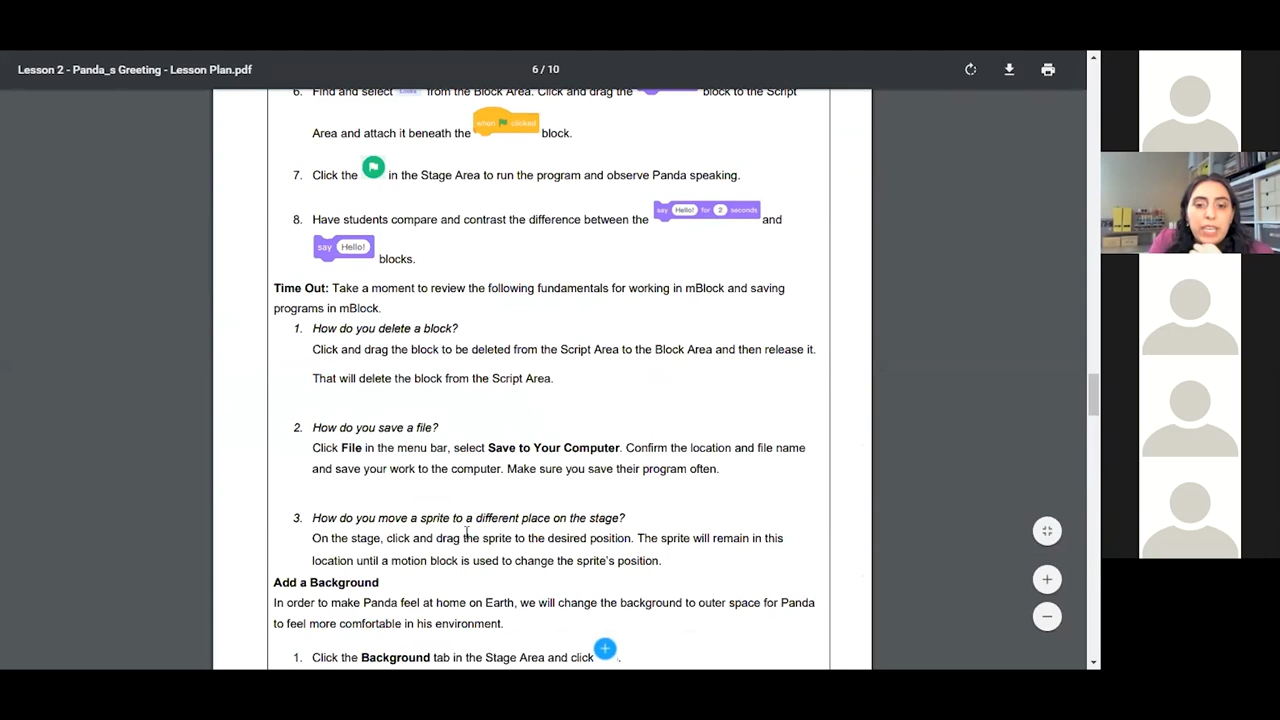 Lesson 2 - Panda_s Greeting - Lesson Plan.pdf
6 / 10
6. Find and select Looks from the Block Area. Click and drag the block to the Script
Area and attach it beneath the when clicked block.
7. Click the in the Stage Area to run the program and observe Panda speaking.
8. Have students compare and contrast the difference between the say Hello! for 2 seconds and
say Hello! blocks.
Time Out: Take a moment to review the following fundamentals for working in mBlock and saving
programs in mBlock.
1. How do you delete a block?
Click and drag the block to be deleted from the Script Area to the Block Area and then release it.
That will delete the block from the Script Area.
2. How do you save a file?
Click File in the menu bar, select Save to Your Computer. Confirm the location and file name
and save your work to the computer. Make sure you save their program often.
3. How do you move a sprite to a different place on the stage?
On the stage, click and drag the sprite to the desired position. The sprite will remain in this
location until a motion block is used to change the sprite's position.
Add a Background
In order to make Panda feel at home on Earth, we will change the background to outer space for Panda
to feel more comfortable in his environment.
1. Click the Background tab in the Stage Area and click .